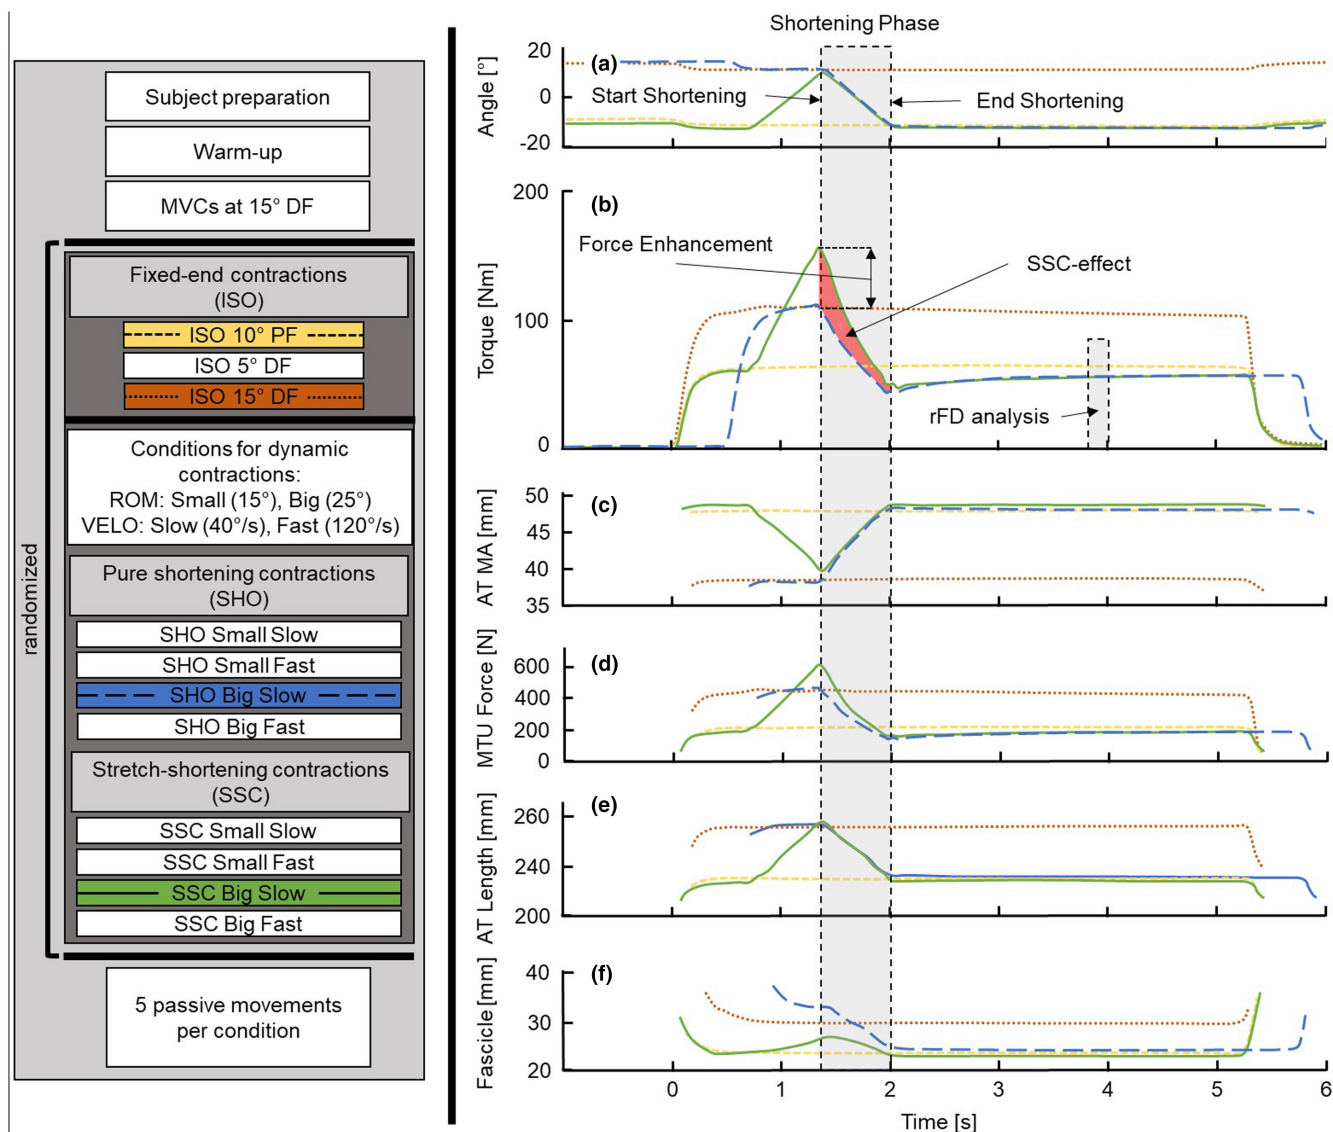 Subject preparation
Warm-up
MVCs at 15° DF
randomized
Fixed-end contractions
(ISO)
ISO 10° PF
ISO 5° DF
ISO 15° DF
Conditions for dynamic
contractions:
ROM: Small (15°), Big (25°)
VELO: Slow (40°/s), Fast (120°/s)
Pure shortening contractions
(SHO)
SHO Small Slow
SHO Small Fast
SHO Big Slow
SHO Big Fast
Stretch-shortening contractions
(SSC)
SSC Small Slow
SSC Small Fast
SSC Big Slow
SSC Big Fast
5 passive movements
per condition
Shortening Phase
(a)
Angle [°]
20
0
-20
Start Shortening
End Shortening
(b)
Torque [Nm]
200
100
0
Force Enhancement
SSC-effect
rFD analysis
(c)
AT MA [mm]
50
45
40
35
(d)
MTU Force [N]
600
400
200
0
(e)
AT Length [mm]
260
240
200
(f)
Fascicle [mm]
40
30
20
0 1 2 3 4 5 6
Time [s]